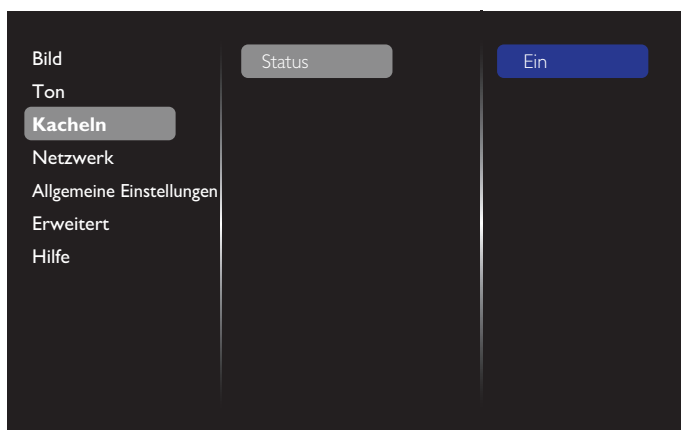 Bild
Ton
Kacheln
Netzwerk
Allgemeine Einstellungen
Erweitert
Hilfe
Status
Ein